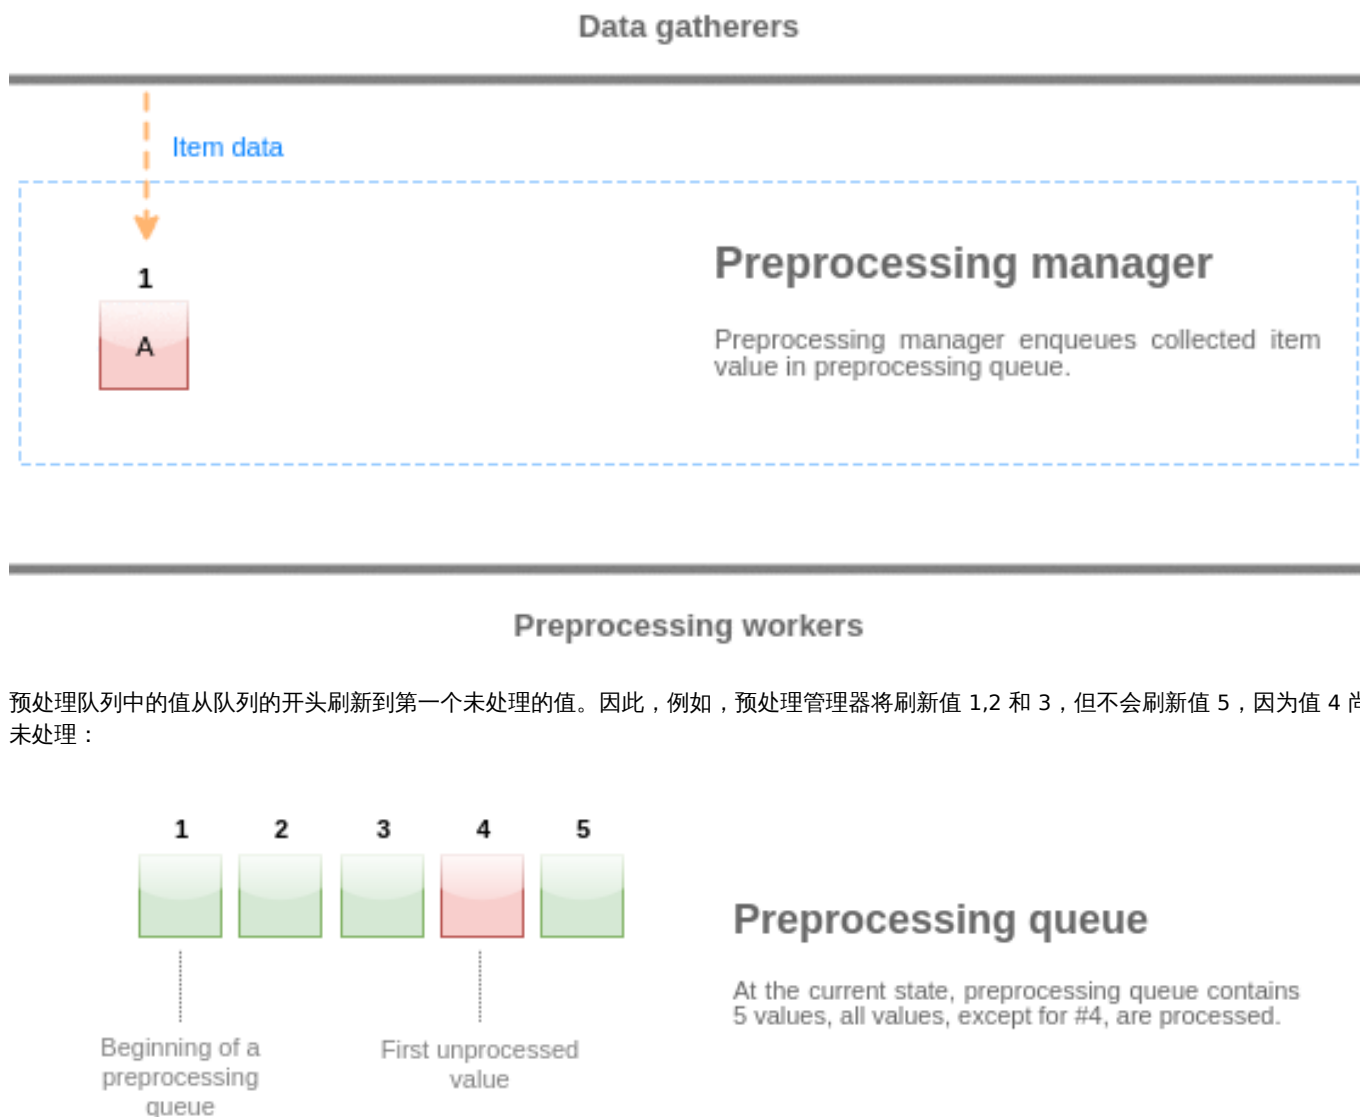 Data gatherers
Item data
1
A
Preprocessing manager
Preprocessing manager enqueues collected item
value in preprocessing queue.
Preprocessing workers
预处理队列中的值从队列的开头刷新到第一个未处理的值。因此，例如，预处理管理器将刷新值 1,2 和 3，但不会刷新值 5，因为值 4 尚
未处理：
1 2 3 4 5
Preprocessing queue
At the current state, preprocessing queue contains
5 values, all values, except for #4, are processed.
Beginning of a
preprocessing
queue
First unprocessed
value